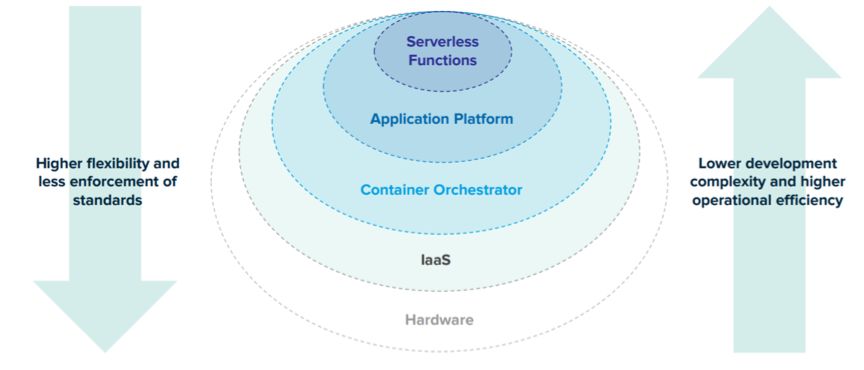 Serverless
Functions
Application Platform
Higher flexibility and
less enforcement of
standards
Lower development
complexity and higher
operational efficiency
Container Orchestrator
IaaS
Hardware